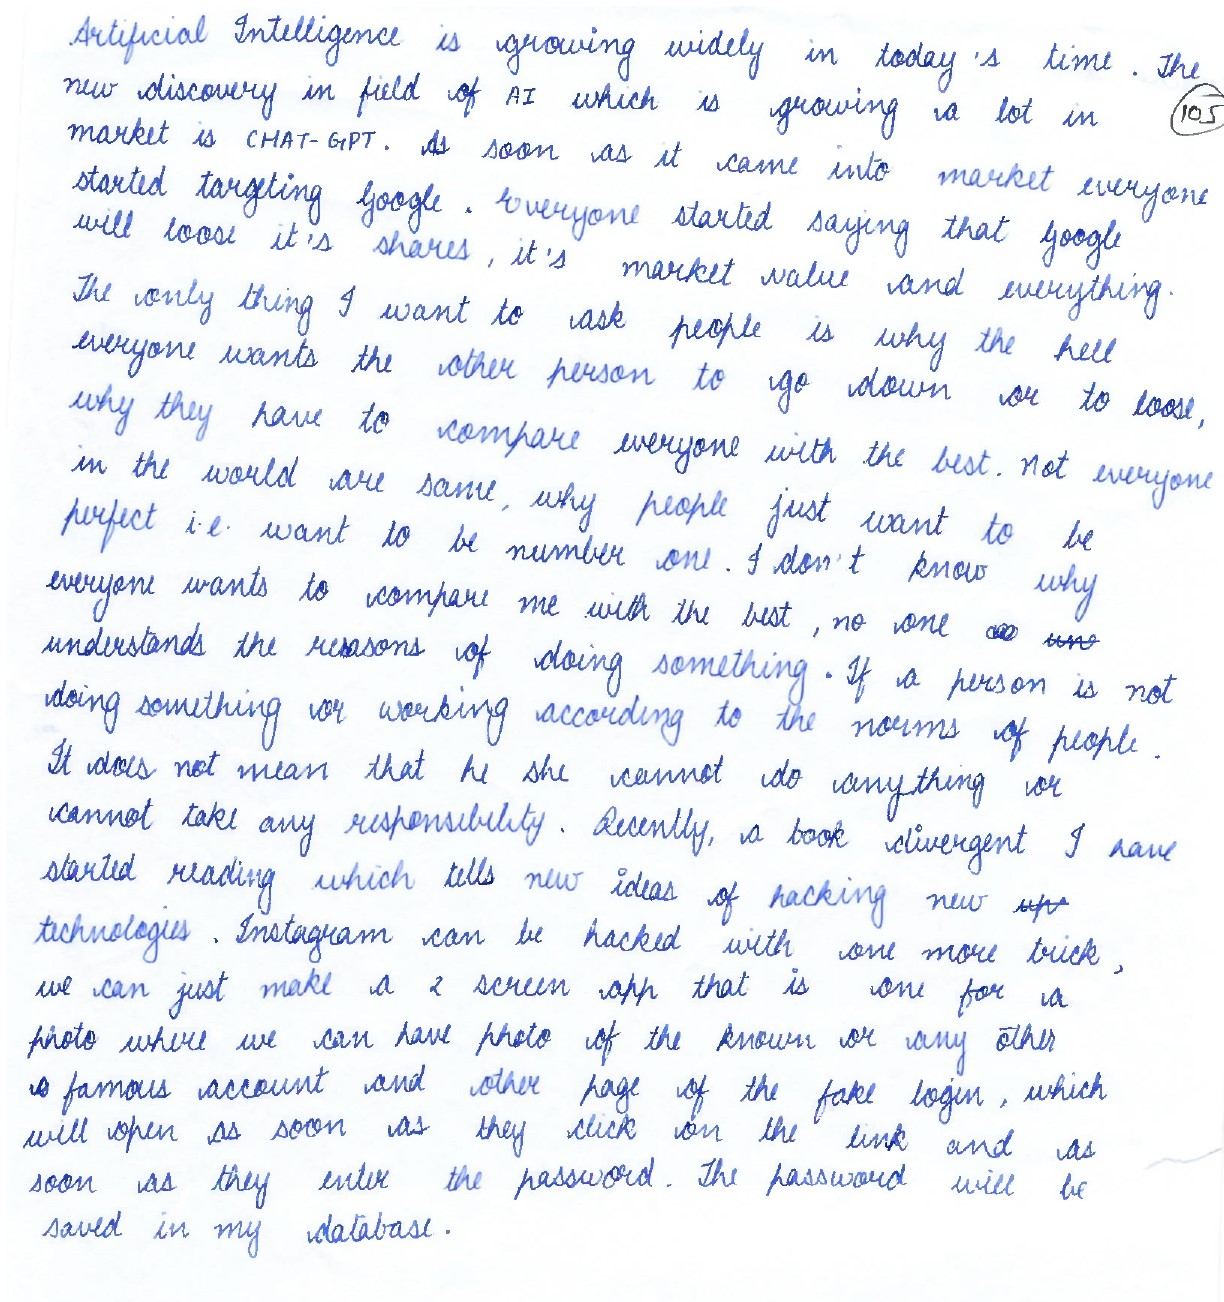 Artificial Intelligence is growing widely in today's time. The
new discovery in field of AI which is growing a lot in
105
market is CHAT-GPT. As soon as it came into market everyone
started targeting Google. Everyone started saying that Google
will loose it's shares, it's market value and everything.
The only thing I want to ask people is why the hell
everyone wants the other person to go down or to loose,
why they have to compare everyone with the best. Not everyone
in the world are same, why people just want to be
perfect i.e. want to be number one. I don't know why
everyone wants to compare me with the best, no one
understands the reasons of doing something. If a person is not
doing something or working according to the norms of people.
It does not mean that he she cannot do anything or
cannot take any responsibility. Recently, a book divergent I have
started reading which tells new ideas of hacking new
technologies. Instagram can be hacked with one more trick,
we can just make a 2 screen app that is one for a
photo where we can have photo of the known or any other
famous account and other page of the fake login, which
will open as soon as they click on the link and as
soon as they enter the password. The password will be
saved in my database.